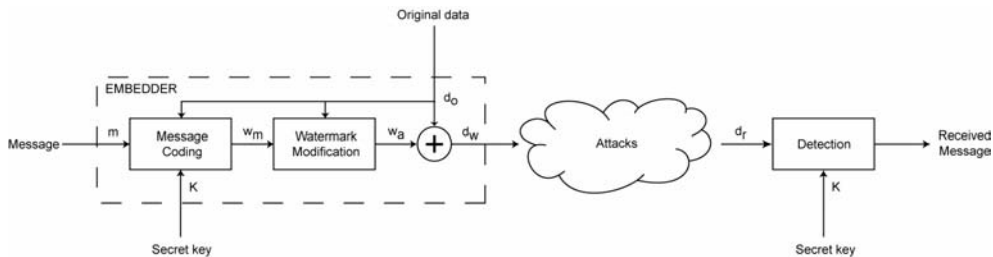 Original data
EMBEDDER
do
Message
m
Message
Coding
wm
Watermark
Modification
wa
+
dw
Attacks
dr
Detection
Received
Message
K
K
Secret key
Secret key